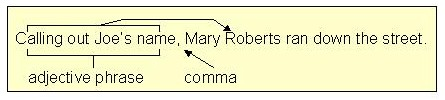 Calling out Joe's name, Mary Roberts ran down the street.
adjective phrase comma